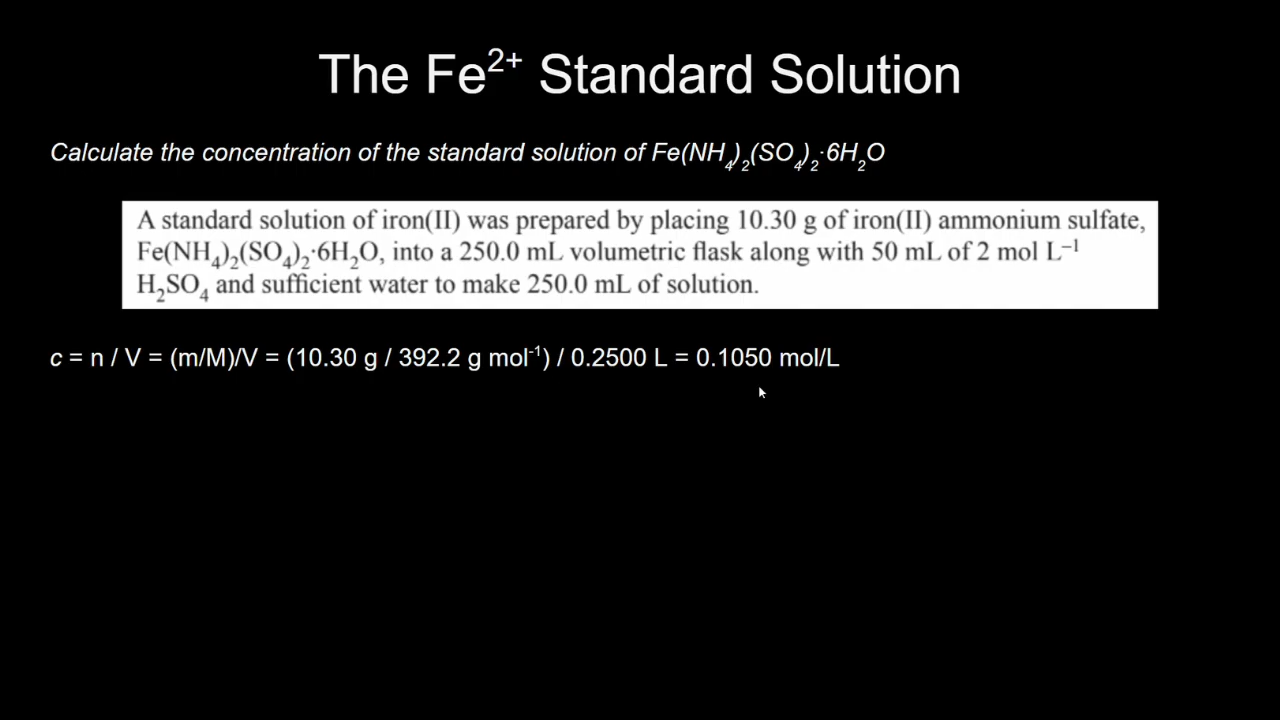 The Fe²⁺ Standard Solution
Calculate the concentration of the standard solution of Fe(NH₄)₂(SO₄)₂·6H₂O
A standard solution of iron(II) was prepared by placing 10.30 g of iron(II) ammonium sulfate,
Fe(NH₄)₂(SO₄)₂·6H₂O, into a 250.0 mL volumetric flask along with 50 mL of 2 mol L⁻¹
H₂SO₄ and sufficient water to make 250.0 mL of solution.
c = n / V = (m/M)/V = (10.30 g / 392.2 g mol⁻¹) / 0.2500 L = 0.1050 mol/L